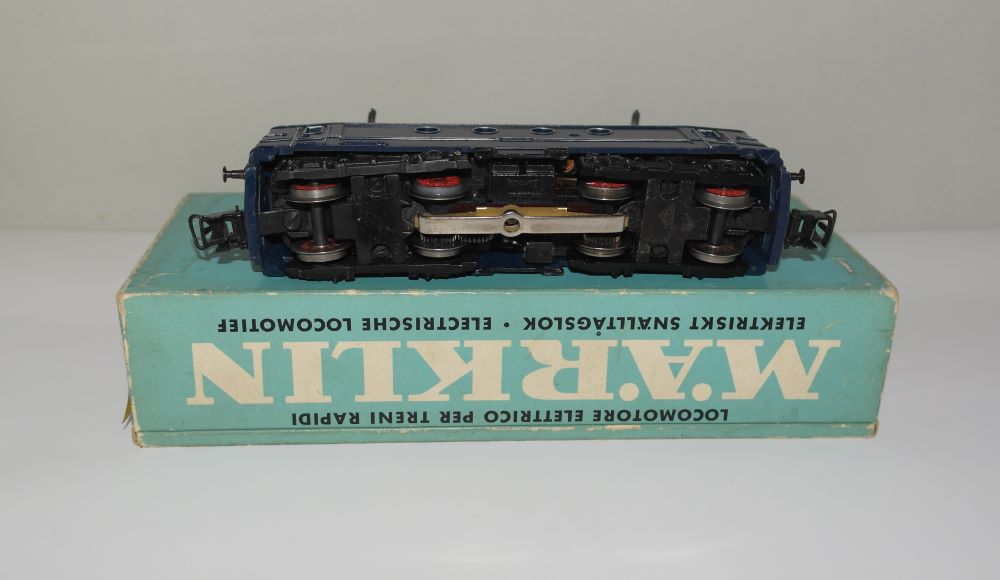 LOCOMOTORE ELETTRICO PER TRENI RAPIDI
MÄRKLIN
ELEKTRISKT SNÄLLTÅGSLOK · ELECTRISCHE LOCOMOTIEF